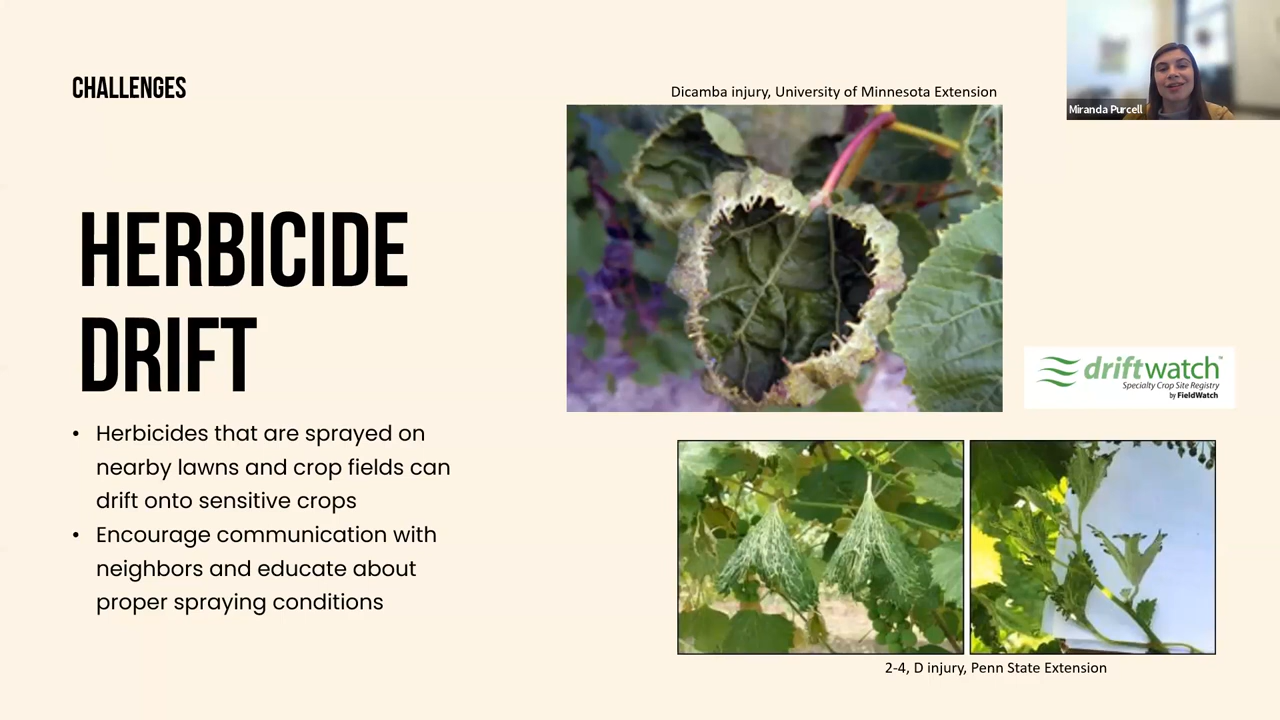 CHALLENGES
Dicamba injury, University of Minnesota Extension
Miranda Purcell
HERBICIDE
DRIFT
driftwatch™
Specialty Crop Site Registry
by FieldWatch
• Herbicides that are sprayed on
nearby lawns and crop fields can
drift onto sensitive crops
• Encourage communication with
neighbors and educate about
proper spraying conditions
2-4, D injury, Penn State Extension